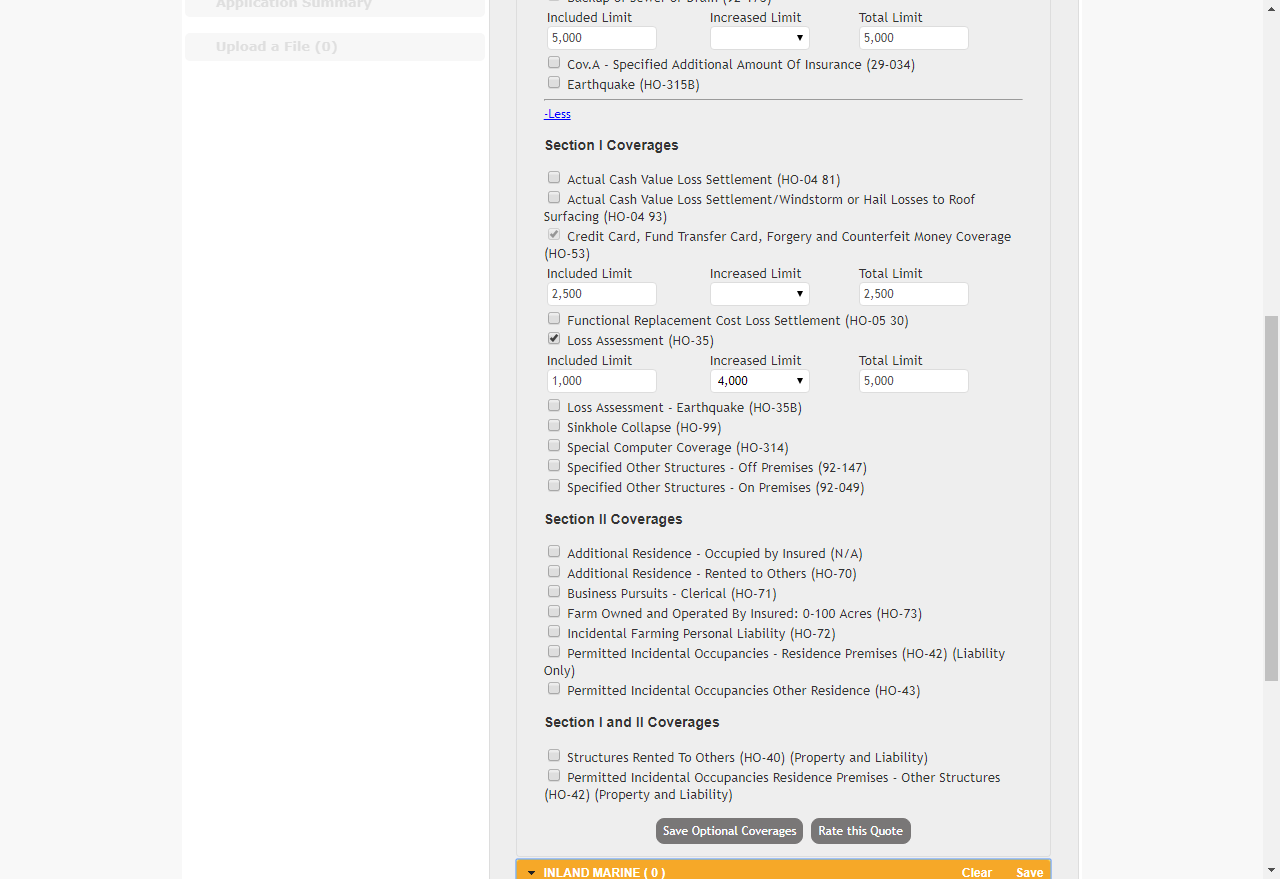 Application Summary
Upload a File (0)
Backup of Sewer or Drain (92-173)
Included Limit Increased Limit Total Limit
5,000 5,000
Cov.A - Specified Additional Amount Of Insurance (29-034)
Earthquake (HO-315B)
-Less
Section I Coverages
Actual Cash Value Loss Settlement (HO-04 81)
Actual Cash Value Loss Settlement/Windstorm or Hail Losses to Roof
Surfacing (HO-04 93)
Credit Card, Fund Transfer Card, Forgery and Counterfeit Money Coverage
(HO-53)
Included Limit Increased Limit Total Limit
2,500 2,500
Functional Replacement Cost Loss Settlement (HO-05 30)
Loss Assessment (HO-35)
Included Limit Increased Limit Total Limit
1,000 4,000 5,000
Loss Assessment - Earthquake (HO-35B)
Sinkhole Collapse (HO-99)
Special Computer Coverage (HO-314)
Specified Other Structures - Off Premises (92-147)
Specified Other Structures - On Premises (92-049)
Section II Coverages
Additional Residence - Occupied by Insured (N/A)
Additional Residence - Rented to Others (HO-70)
Business Pursuits - Clerical (HO-71)
Farm Owned and Operated By Insured: 0-100 Acres (HO-73)
Incidental Farming Personal Liability (HO-72)
Permitted Incidental Occupancies - Residence Premises (HO-42) (Liability
Only)
Permitted Incidental Occupancies Other Residence (HO-43)
Section I and II Coverages
Structures Rented To Others (HO-40) (Property and Liability)
Permitted Incidental Occupancies Residence Premises - Other Structures
(HO-42) (Property and Liability)
Save Optional Coverages Rate this Quote
INLAND MARINE ( 0 ) Clear Save